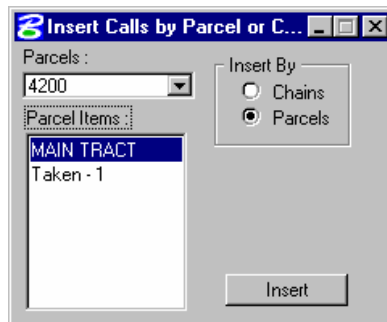 Insert Calls by Parcel or C...
Parcels :
4200
Parcel Items :
MAIN TRACT
Taken - 1
Insert By
Chains
Parcels
Insert